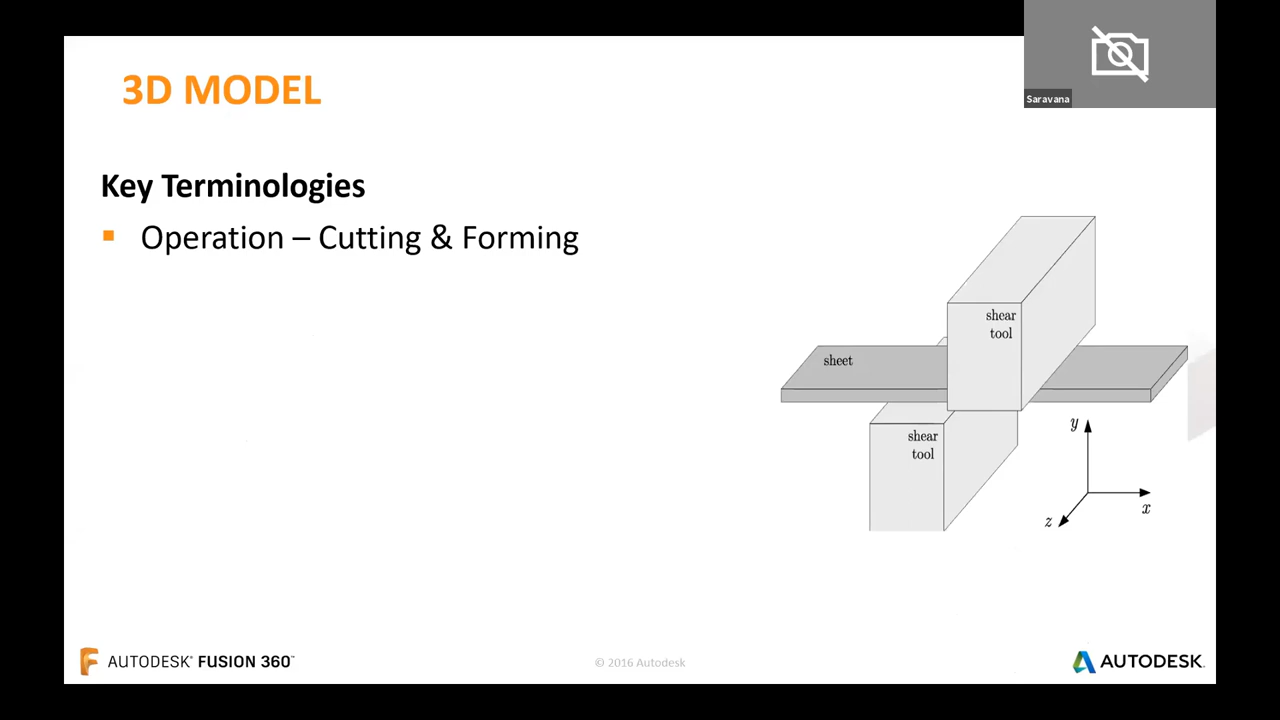 3D MODEL
Saravana
Key Terminologies
▪ Operation – Cutting & Forming
shear
tool
sheet
shear
tool
y
x
z
AUTODESK® FUSION 360™
© 2016 Autodesk
AUTODESK.